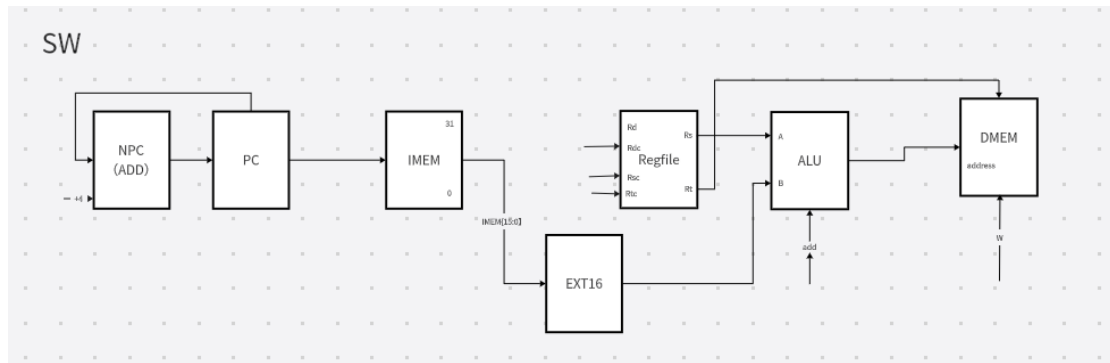 SW
NPC
（ADD）
+4
PC
31
IMEM
0
IMEM[15:0]
EXT16
Rd
Rdc
Regfile
Rsc
Rtc
Rs
Rt
A
ALU
B
add
DMEM
address
W